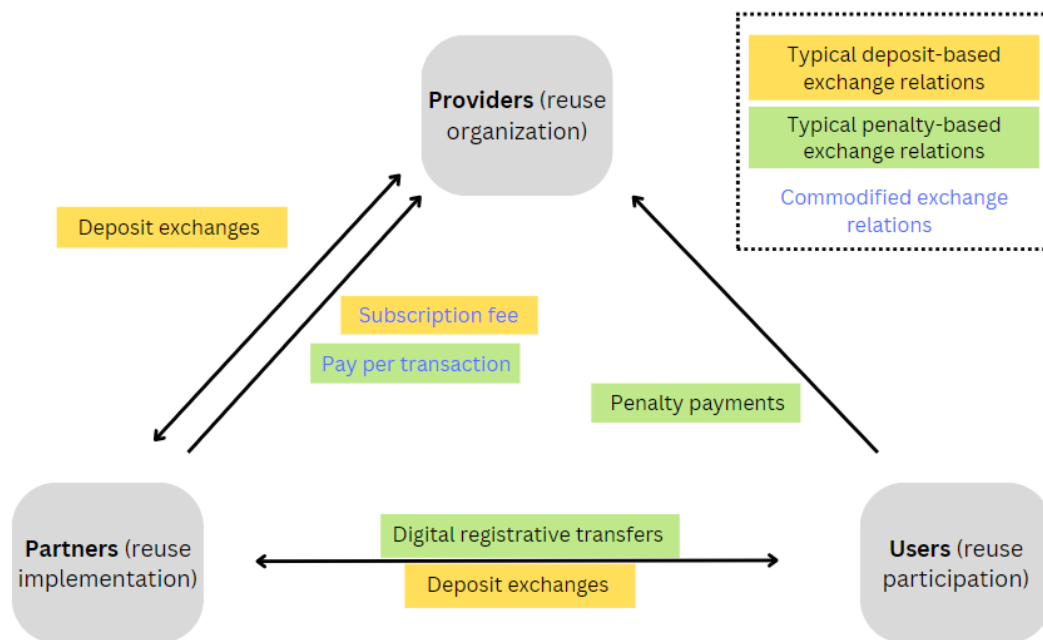 Providers (reuse
organization)
Typical deposit-based
exchange relations
Typical penalty-based
exchange relations
Commodified exchange
relations
Deposit exchanges
Subscription fee
Pay per transaction
Penalty payments
Partners (reuse
implementation)
Digital registrative transfers
Deposit exchanges
Users (reuse
participation)